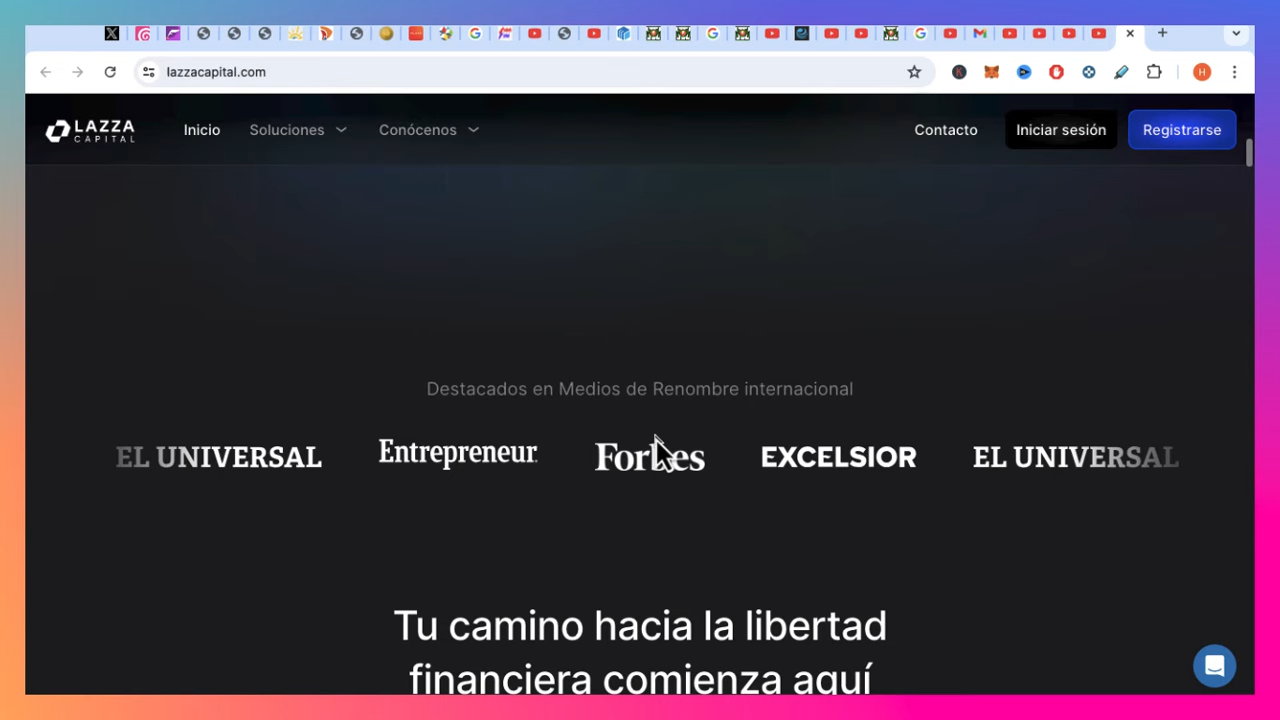 lazzacapital.com
H
LAZZA
CAPITAL
Inicio
Soluciones
Conócenos
Contacto
Iniciar sesión
Registrarse
Destacados en Medios de Renombre internacional
EL UNIVERSAL
Entrepreneur
Forbes
EXCELSIOR
EL UNIVERSAL
Tu camino hacia la libertad
financiera comienza aquí